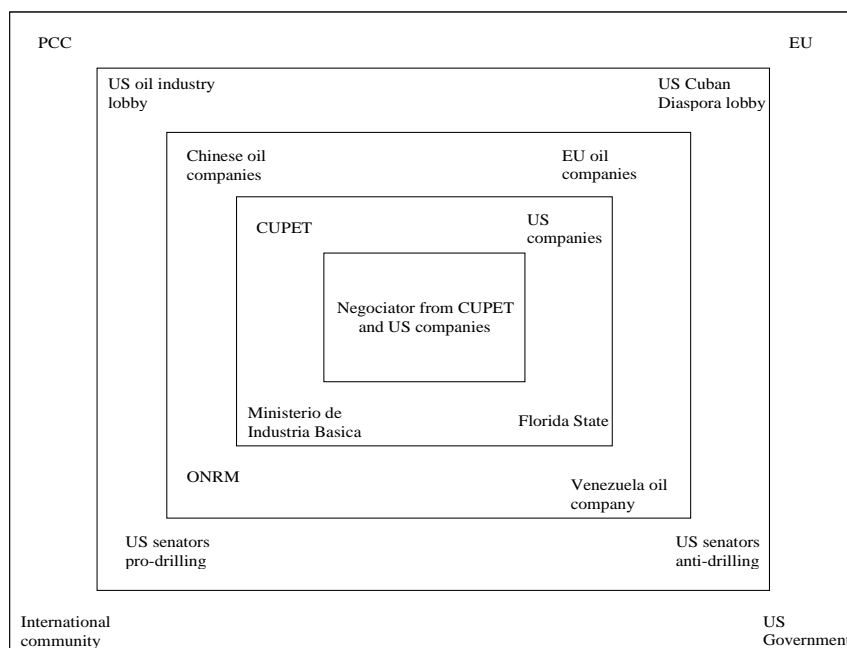 PCC
EU
US oil industry
lobby
US Cuban
Diaspora lobby
Chinese oil
companies
EU oil
companies
CUPET
US
companies
Negociator from CUPET
and US companies
Ministerio de
Industria Basica
Florida State
ONRM
Venezuela oil
company
US senators
pro-drilling
US senators
anti-drilling
International
community
US
Government